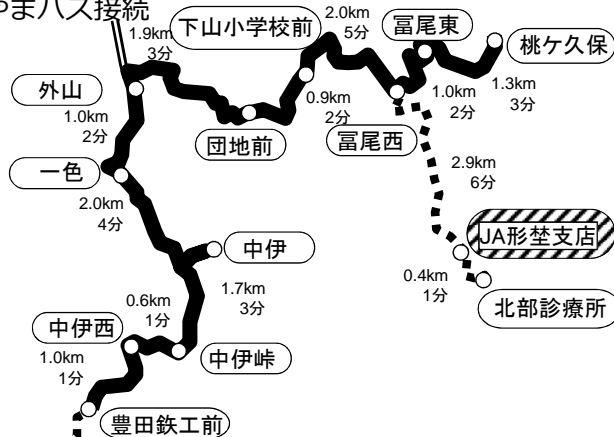 やまバス接続
1.9km
3分
下山小学校前
2.0km
5分
冨尾東
桃ケ久保
外山
1.0km
2分
団地前
0.9km
2分
冨尾西
1.0km
2分
1.3km
3分
一色
2.0km
4分
2.9km
6分
JA形埜支店
中伊
0.4km
1分
北部診療所
0.6km
1分
1.7km
3分
中伊西
1.0km
1分
中伊峠
豊田鉄工前